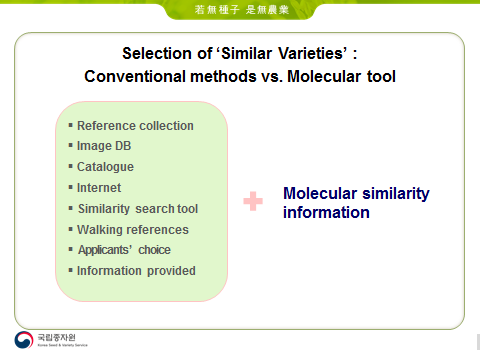 若無種子 是無農業
Selection of ‘Similar Varieties’ :
Conventional methods vs. Molecular tool
▪ Reference collection
▪ Image DB
▪ Catalogue
▪ Internet
▪ Similarity search tool
▪ Walking references
▪ Applicants’ choice
▪ Information provided
Molecular similarity
information
국립종자원
Korea Seed & Variety Service